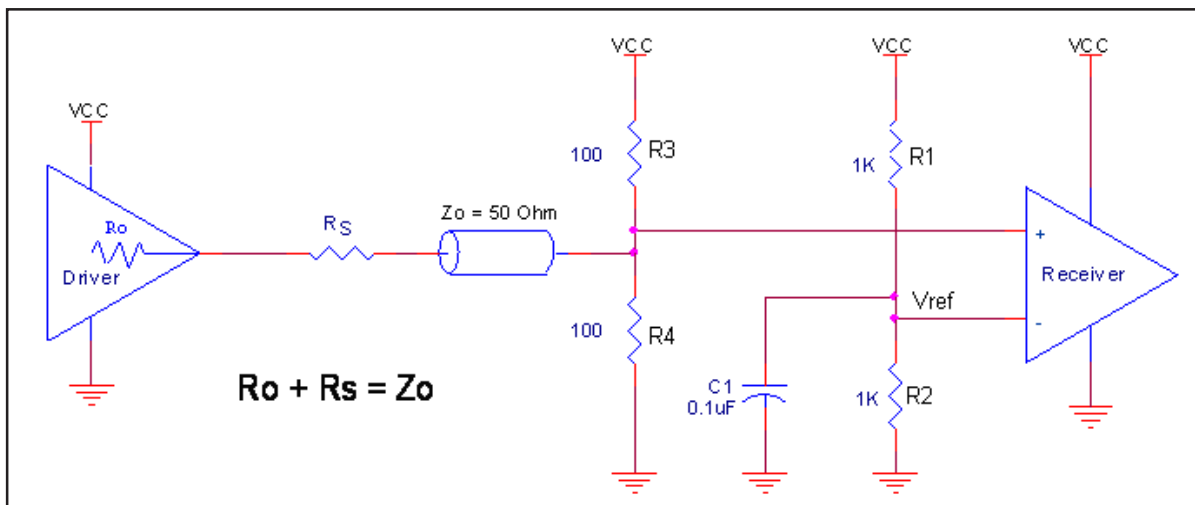 VCC
VCC
VCC
VCC
100
R3
1K
R1
Ro
Driver
RS
Zo = 50 Ohm
+
Receiver
-
Vref
100
R4
C1
0.1uF
1K
R2
Ro + Rs = Zo